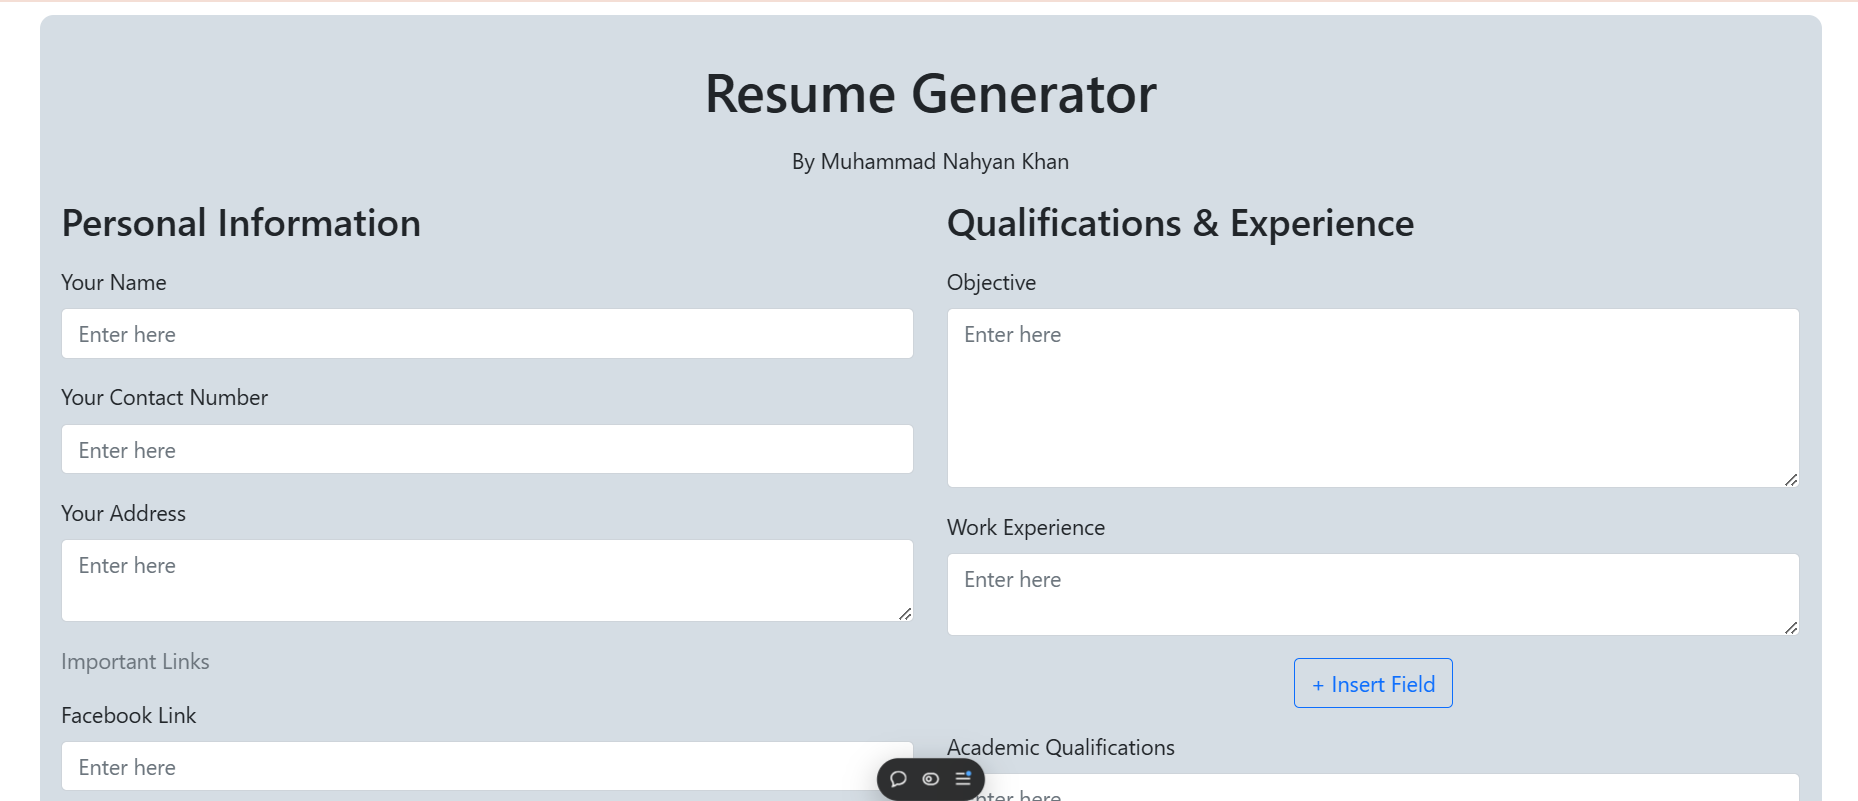 Resume Generator
By Muhammad Nahyan Khan
Personal Information
Your Name
Enter here
Your Contact Number
Enter here
Your Address
Enter here
Important Links
Facebook Link
Enter here
Qualifications & Experience
Objective
Enter here
Work Experience
Enter here
+ Insert Field
Academic Qualifications
Enter here